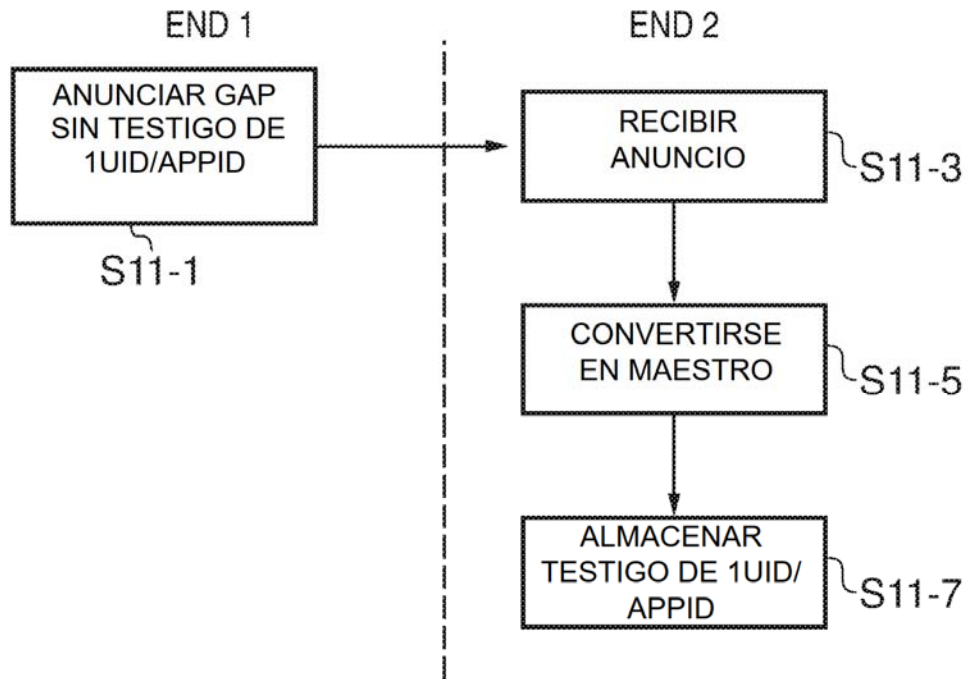 END 1
END 2
ANUNCIAR GAP
SIN TESTIGO DE
1UID/APPID
S11-1
RECIBIR
ANUNCIO
S11-3
CONVERTIRSE
EN MAESTRO
S11-5
ALMACENAR
TESTIGO DE 1UID/
APPID
S11-7